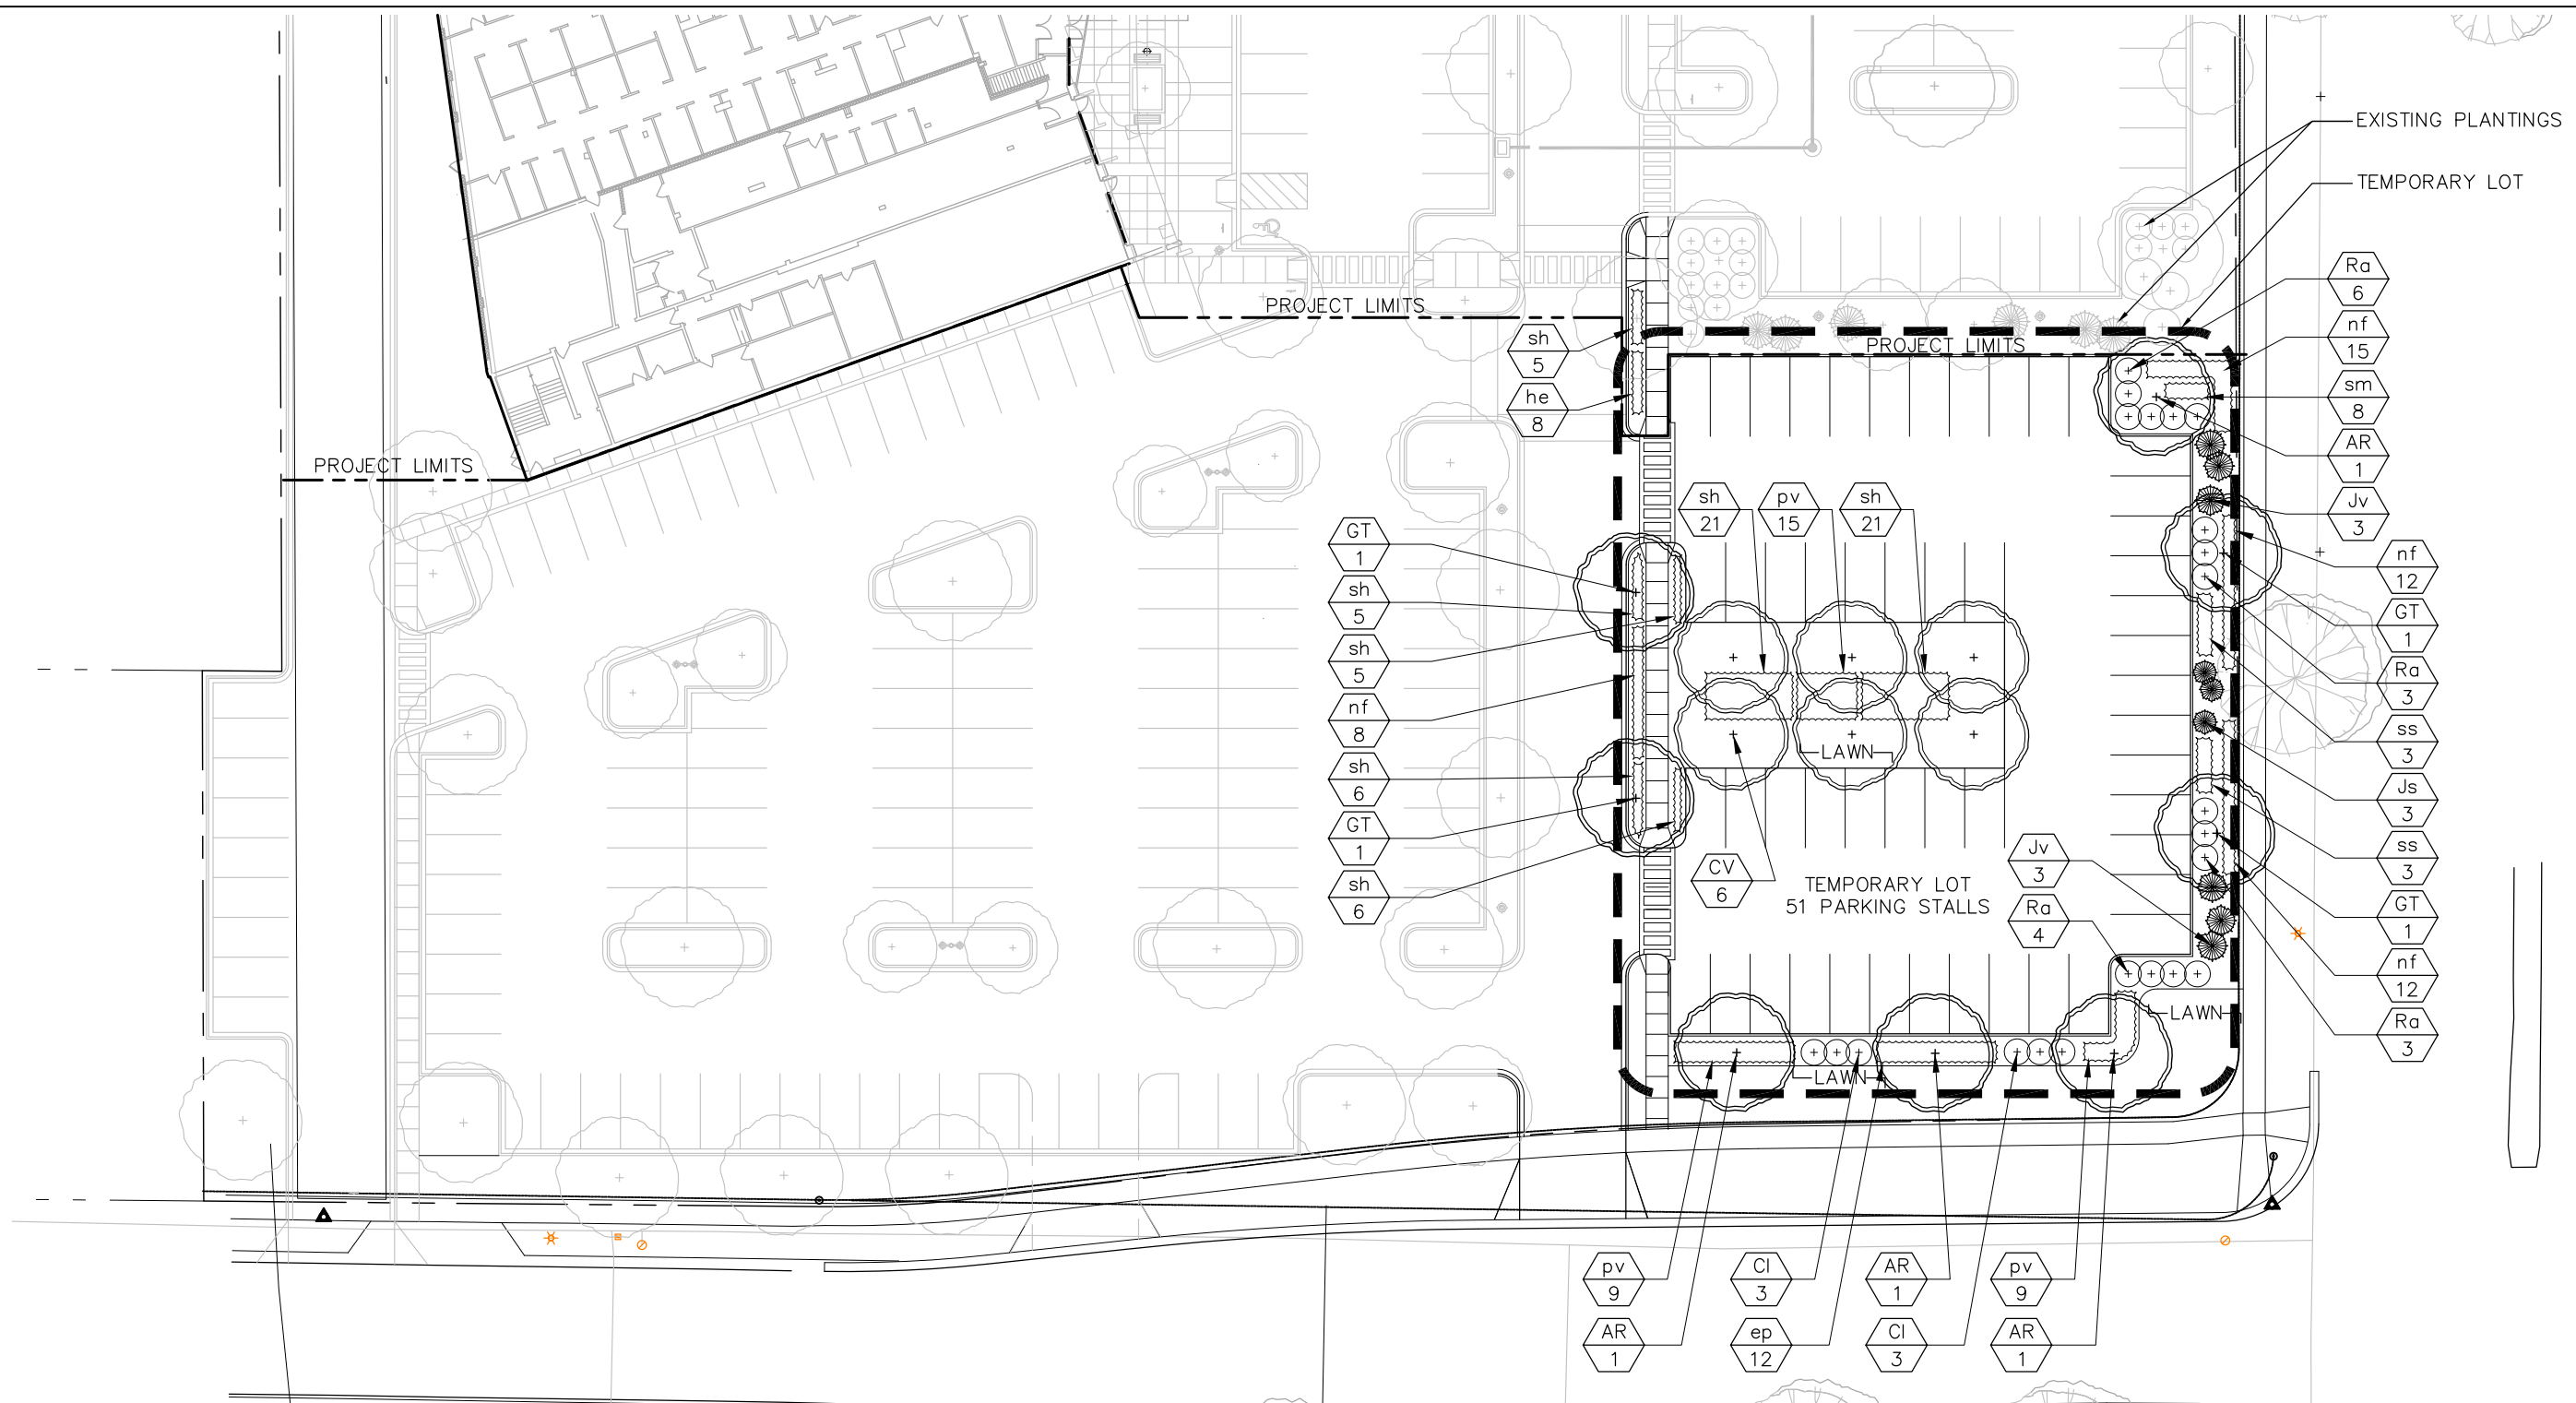 EXISTING PLANTINGS
TEMPORARY LOT
Ra
6
nf
15
sm
8
AR
1
Jv
3
nf
12
GT
1
Ra
3
ss
3
Js
3
ss
3
GT
1
nf
12
Ra
3
PROJECT LIMITS
PROJECT LIMITS
PROJECT LIMITS
sh
5
he
8
sh
21
pv
15
sh
21
GT
1
sh
5
sh
5
nf
8
sh
6
GT
1
sh
6
LAWN
CV
6
TEMPORARY LOT
51 PARKING STALLS
Jv
3
Ra
4
LAWN
LAWN
pv
9
CI
3
AR
1
pv
9
AR
1
ep
12
CI
3
AR
1